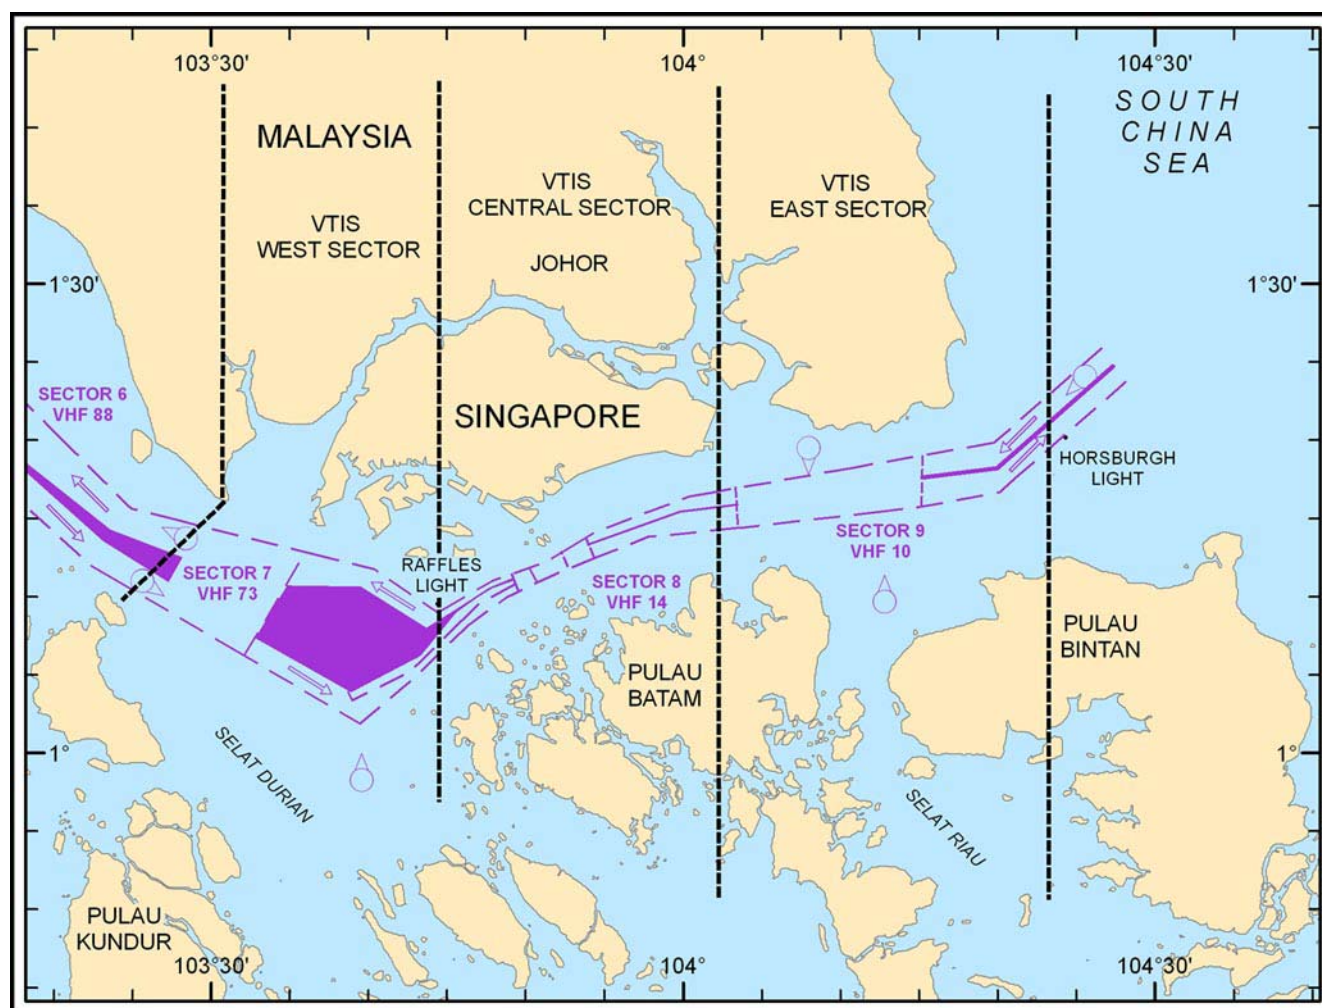 103°30'
104°
104°30'
SOUTH
CHINA
SEA
MALAYSIA
VTIS
WEST SECTOR
VTIS
CENTRAL SECTOR
JOHOR
VTIS
EAST SECTOR
1°30'
1°30'
SECTOR 6
VHF 88
SINGAPORE
HORSBURGH
LIGHT
SECTOR 9
VHF 10
RAFFLES
LIGHT
SECTOR 7
VHF 73
SECTOR 8
VHF 14
PULAU
BATAM
PULAU
BINTAN
1°
1°
SELAT DURIAN
SELAT RIAU
PULAU
KUNDUR
103°30'
104°
104°30'